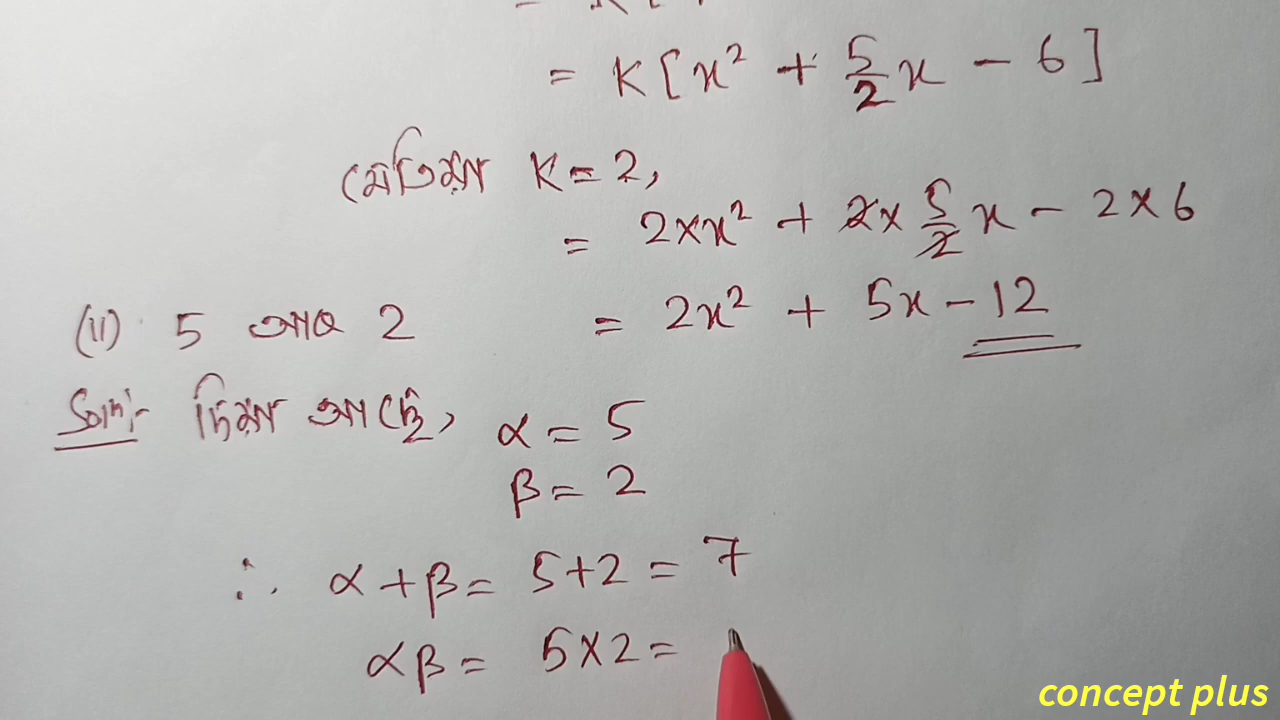 = K[x² + 5/2 x - 6]
যেতিয়া K = 2,
= 2×x² + 2×5/2 x - 2×6
= 2x² + 5x - 12
(ii) 5 আৰু 2
Soln:- দিয়া আছে,
α = 5
β = 2
∴ α + β = 5+2 = 7
αβ = 5×2 =
concept plus